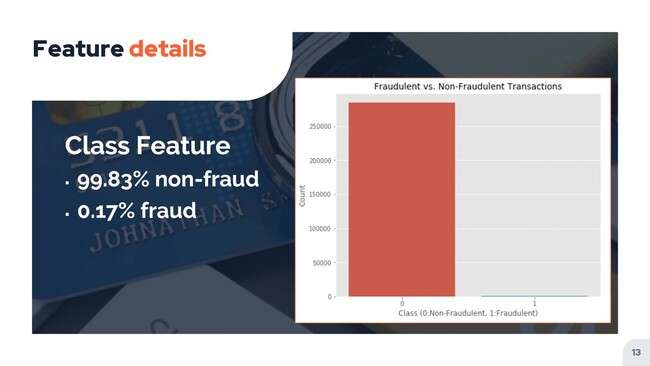 Feature details
Class Feature
• 99.83% non-fraud
• 0.17% fraud
Fraudulent vs. Non-Fraudulent Transactions
250000
200000
150000
100000
50000
0
Count
0 1
Class (0:Non-Fraudulent, 1:Fraudulent)
JOHNATHAN
13